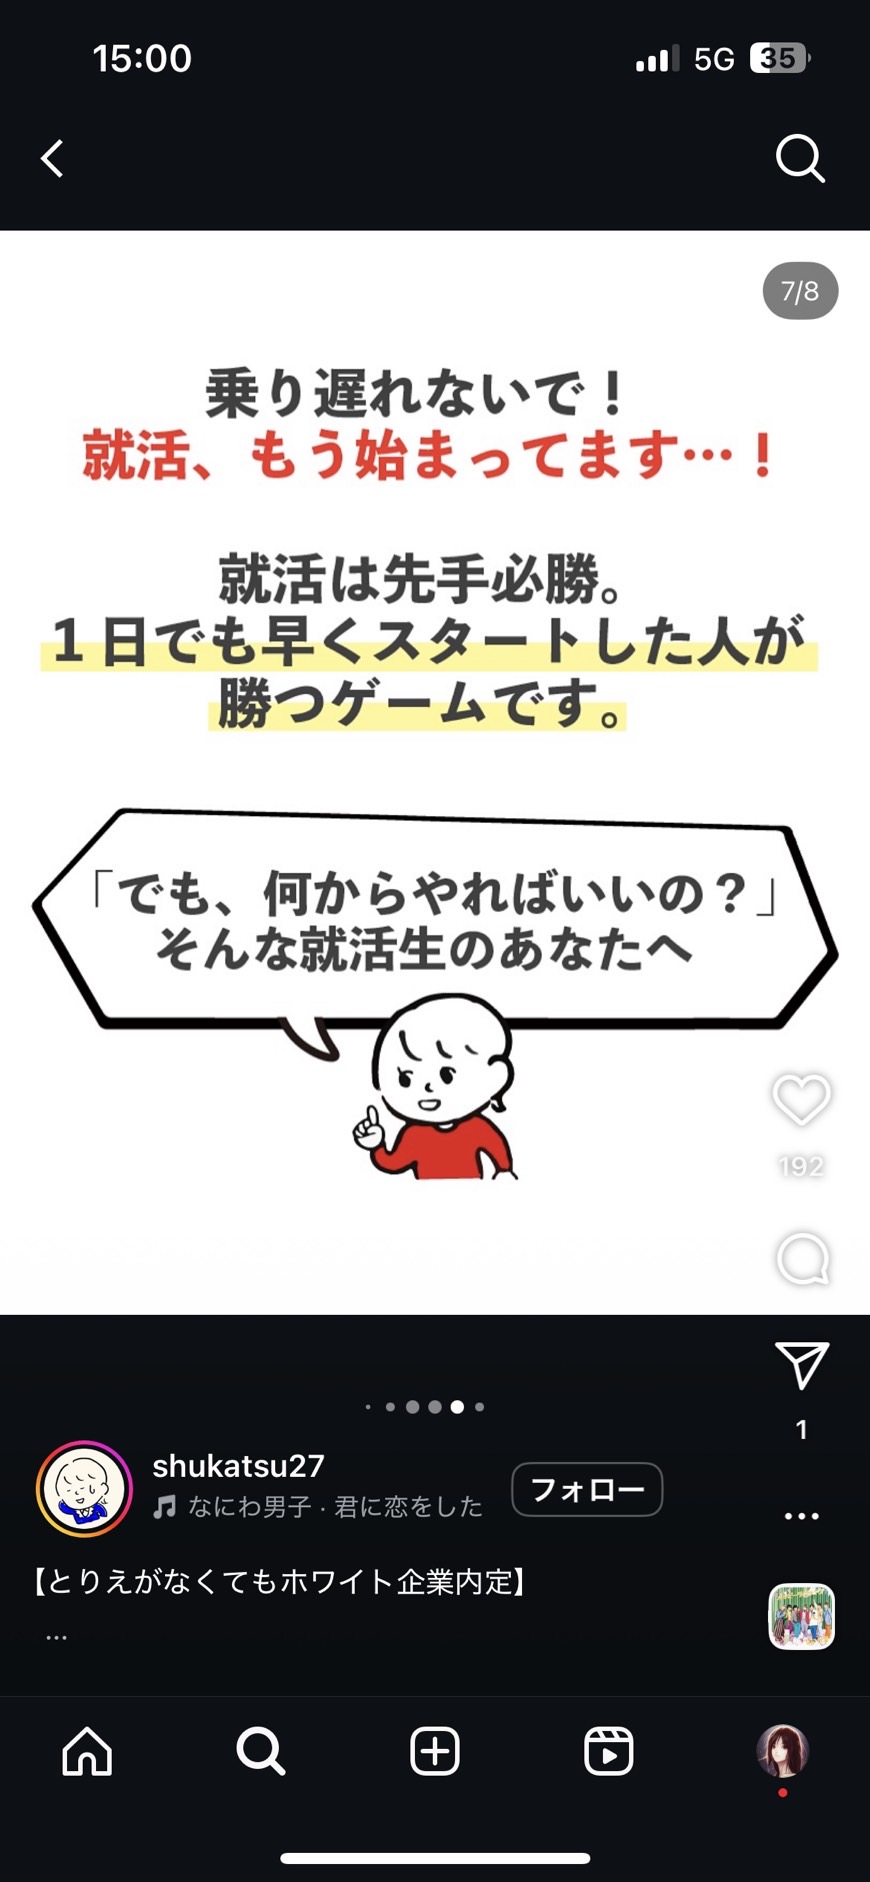 15:00
5G
35
7/8
乗り遅れないで！
就活、もう始まってます…！
就活は先手必勝。
１日でも早くスタートした人が
勝つゲームです。
「でも、何からやればいいの？」
そんな就活生のあなたへ
192
1
shukatsu27
フォロー
なにわ男子 · 君に恋をした
【とりえがなくてもホワイト企業内定】
...